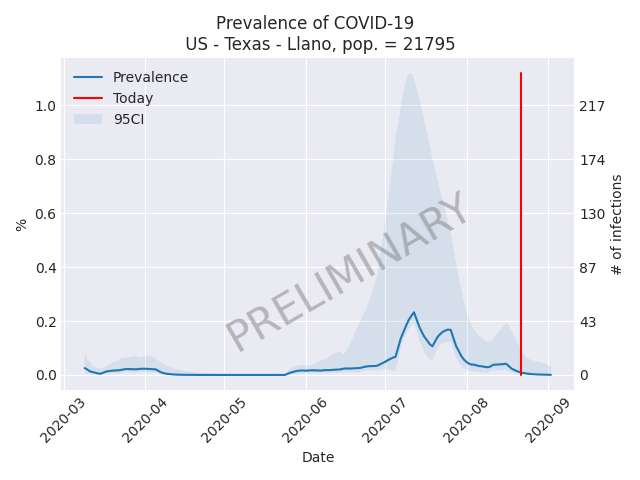 Prevalence of COVID-19
US - Texas - Llano, pop. = 21795
Prevalence
Today
95CI
1.0
0.8
0.6
0.4
0.2
0.0
%
217
174
130
87
43
0
# of infections
PRELIMINARY
2020-03
2020-04
2020-05
2020-06
2020-07
2020-08
2020-09
Date